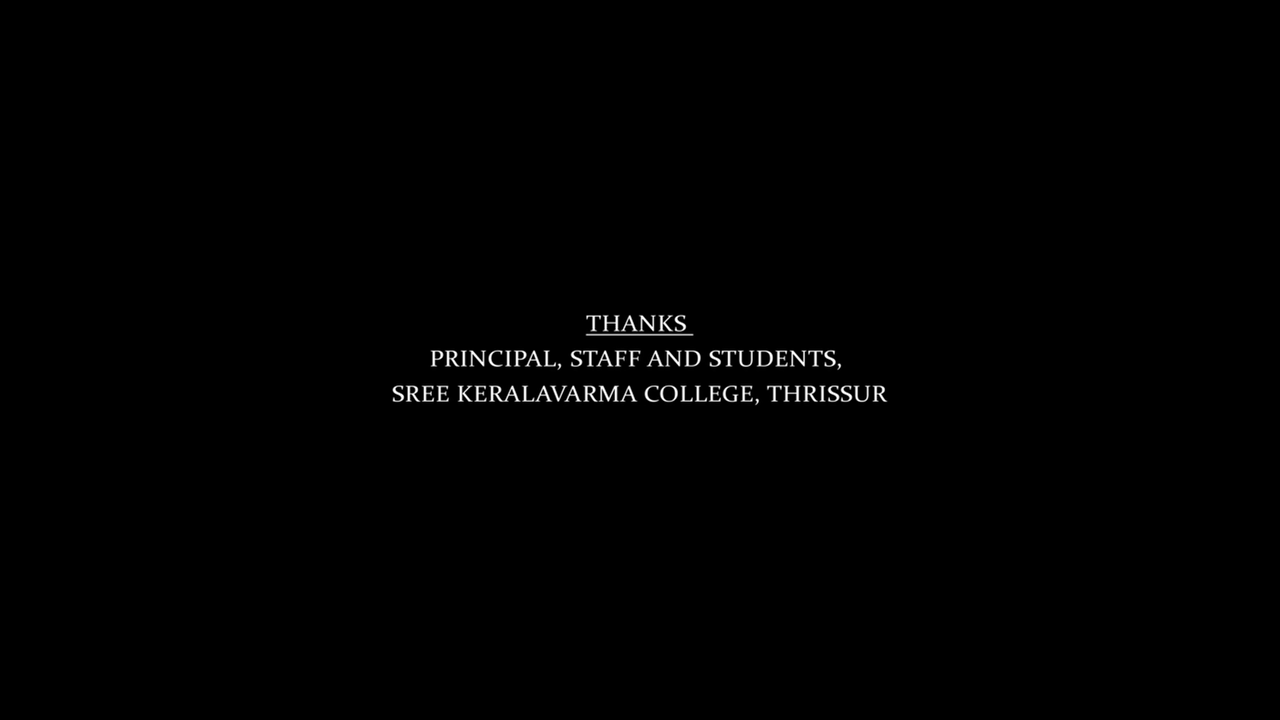 THANKS
PRINCIPAL, STAFF AND STUDENTS,
SREE KERALAVARMA COLLEGE, THRISSUR